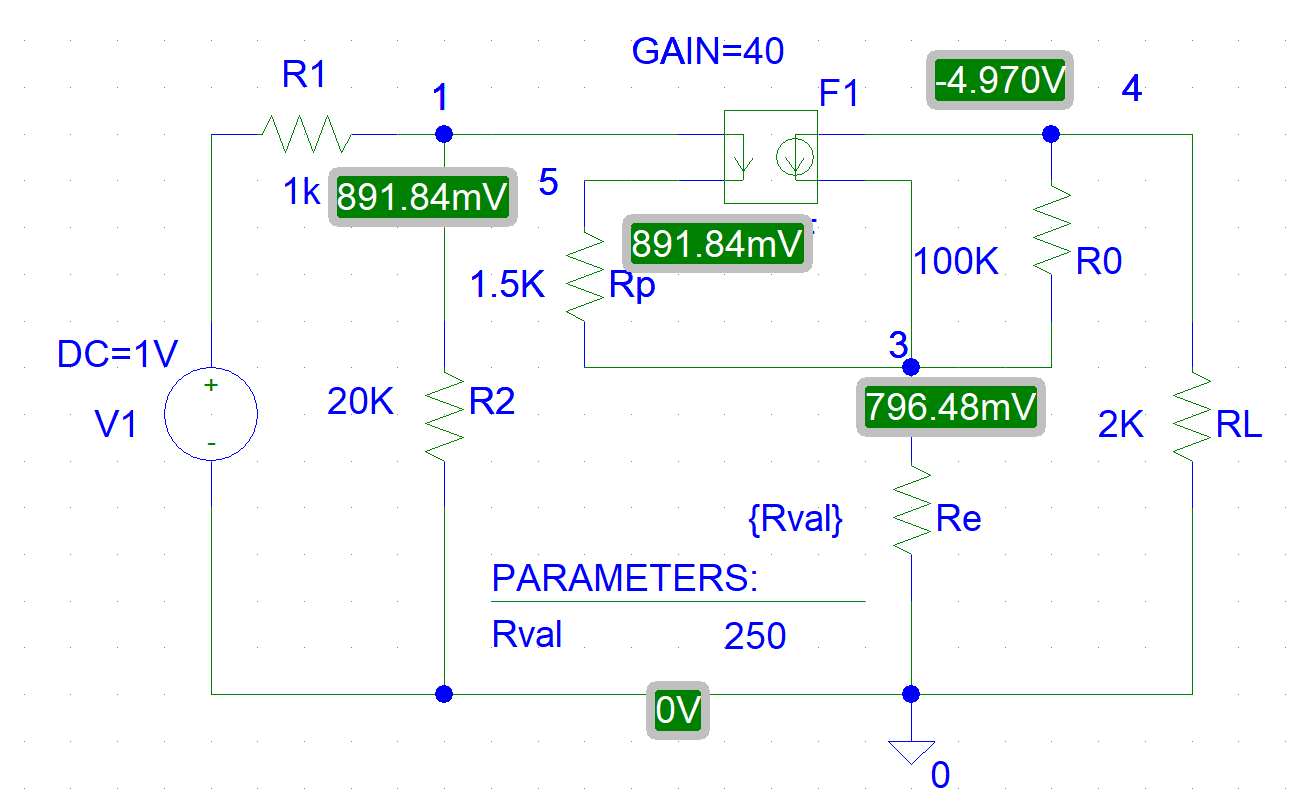 GAIN=40
R1
1
F1
-4.970V
4
1k
891.84mV
5
891.84mV
1.5K
Rp
100K
R0
3
DC=1V
+
V1
-
20K
R2
796.48mV
2K
RL
{Rval}
Re
PARAMETERS:
Rval 250
0V
0